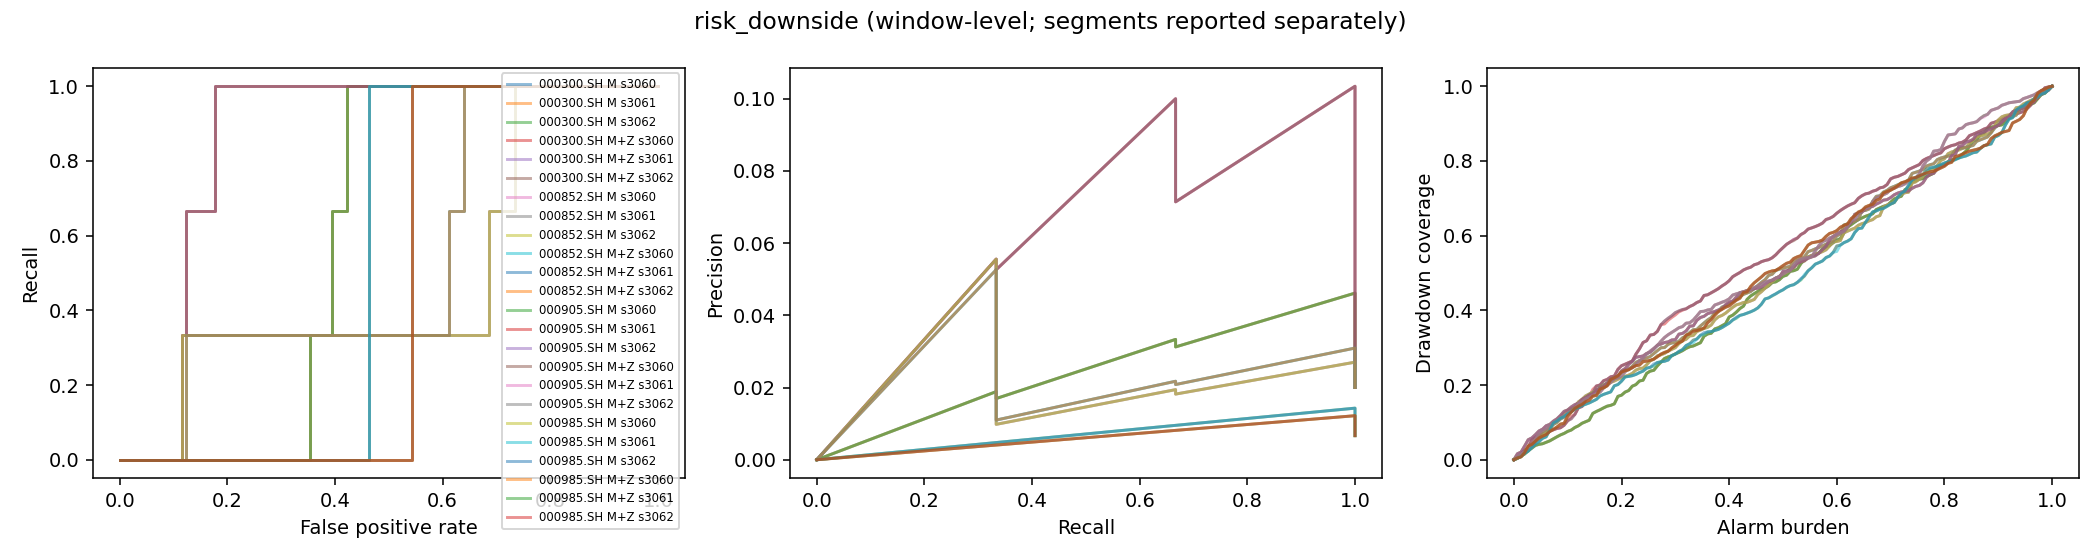 risk_downside (window-level; segments reported separately)
1.0
0.8
0.6
0.4
0.2
0.0
Recall
0.0
0.2
0.4
0.6
0.8
1.0
False positive rate
000300.SH M s3060
000300.SH M s3061
000300.SH M s3062
000300.SH M+Z s3060
000300.SH M+Z s3061
000300.SH M+Z s3062
000852.SH M s3060
000852.SH M s3061
000852.SH M s3062
000852.SH M+Z s3060
000852.SH M+Z s3061
000852.SH M+Z s3062
000905.SH M s3060
000905.SH M s3061
000905.SH M s3062
000905.SH M+Z s3060
000905.SH M+Z s3061
000905.SH M+Z s3062
000985.SH M s3060
000985.SH M s3061
000985.SH M s3062
000985.SH M+Z s3060
000985.SH M+Z s3061
000985.SH M+Z s3062
0.10
0.08
0.06
0.04
0.02
0.00
Precision
0.0
0.2
0.4
0.6
0.8
1.0
Recall
1.0
0.8
0.6
0.4
0.2
0.0
Drawdown coverage
0.0
0.2
0.4
0.6
0.8
1.0
Alarm burden